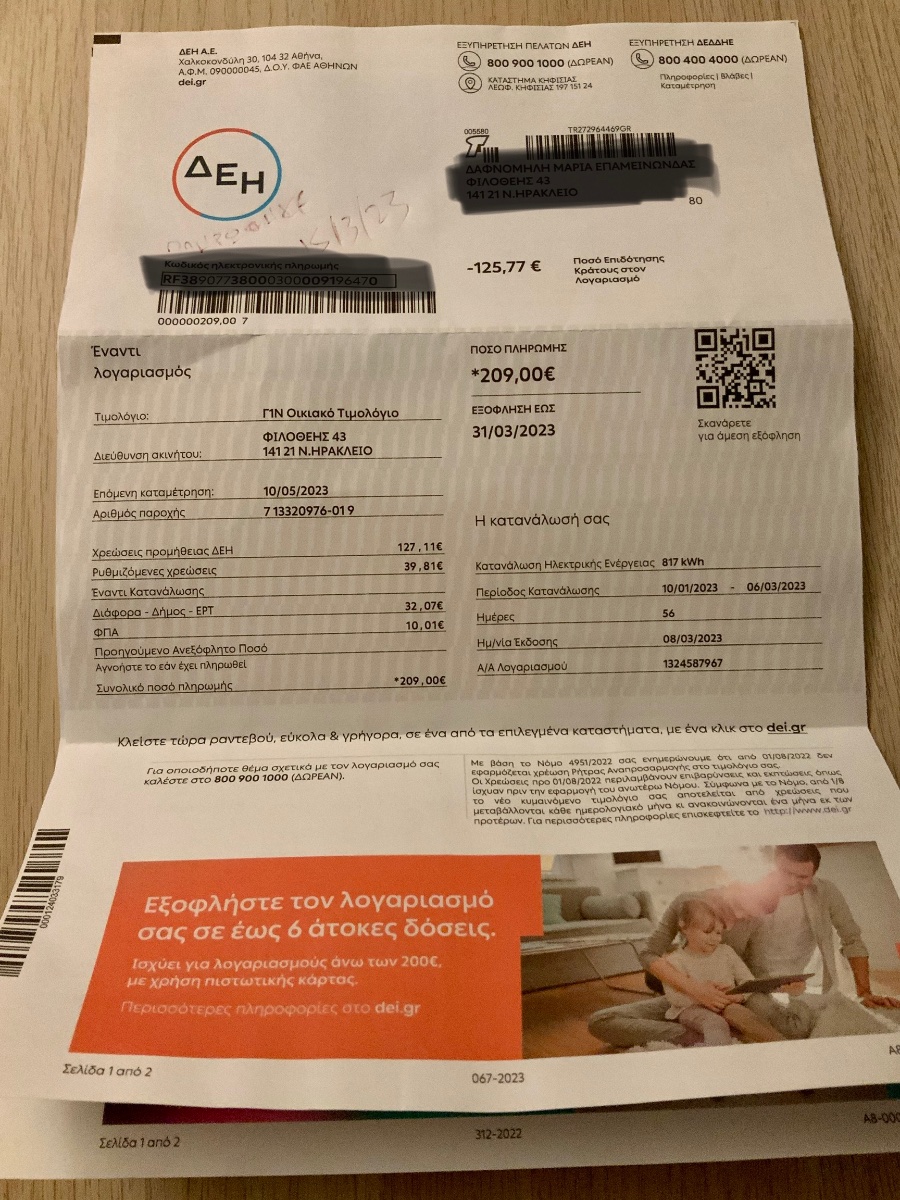 ΔΕΗ Α.Ε.
Χαλκοκονδύλη 30, 104 32 Αθήνα,
Α.Φ.Μ. 090000045, Δ.Ο.Υ. ΦΑΕ ΑΘΗΝΩΝ
dei.gr
ΕΞΥΠΗΡΕΤΗΣΗ ΠΕΛΑΤΩΝ ΔΕΗ
800 900 1000 (ΔΩΡΕΑΝ)
ΚΑΤΑΣΤΗΜΑ ΚΗΦΙΣΙΑΣ
ΛΕΩΦ. ΚΗΦΙΣΙΑΣ 197 151 24
ΕΞΥΠΗΡΕΤΗΣΗ ΔΕΔΔΗΕ
800 400 4000 (ΔΩΡΕΑΝ)
Πληροφορίες | Βλάβες |
Καταμέτρηση
005580
TR272964469GR
80
ΔΕΗ
15/3/23
000000209,00 7
-125,77 €
Ποσό Επιδότησης
Κράτους στον
Λογαριασμό
Έναντι
λογαριασμός
Τιμολόγιο: Γ1Ν Οικιακό Τιμολόγιο
ΦΙΛΟΘΕΗΣ 43
Διεύθυνση ακινήτου: 141 21 Ν.ΗΡΑΚΛΕΙΟ
Επόμενη καταμέτρηση: 10/05/2023
Αριθμός παροχής 7 13320976-01 9
Χρεώσεις προμήθειας ΔΕΗ 127,11€
Ρυθμιζόμενες χρεώσεις 39,81€
Έναντι Κατανάλωσης
Διάφορα - Δήμος - ΕΡΤ 32,07€
ΦΠΑ 10,01€
Προηγούμενο Ανεξόφλητο Ποσό
Αγνοήστε το εάν έχει πληρωθεί
Συνολικό ποσό πληρωμής *209,00€
ΠΟΣΟ ΠΛΗΡΩΜΗΣ
*209,00€
ΕΞΟΦΛΗΣΗ ΕΩΣ
31/03/2023
Σκανάρετε
για άμεση εξόφληση
Η κατανάλωσή σας
Κατανάλωση Ηλεκτρικής Ενέργειας 817 kWh
Περίοδος Κατανάλωσης 10/01/2023 - 06/03/2023
Ημέρες 56
Ημ/νία Έκδοσης 08/03/2023
Α/Α Λογαριασμού 1324587967
Κλείστε τώρα ραντεβού, εύκολα & γρήγορα, σε ένα από τα επιλεγμένα καταστήματα, με ένα κλικ στο dei.gr
Για οποιοδήποτε θέμα σχετικά με τον λογαριασμό σας
καλέστε στο 800 900 1000 (ΔΩΡΕΑΝ).
Με βάση το Νόμο 4951/2022 σας ενημερώνουμε ότι από 01/08/2022 δεν
εφαρμόζεται χρέωση Ρήτρας Αναπροσαρμογής στο τιμολόγιο σας.
Οι Χρεώσεις προ 01/08/2022 περιλαμβάνουν επιβαρύνσεις και εκπτώσεις όπως
ίσχυαν πριν την εφαρμογή του ανωτέρω Νόμου. Σύμφωνα με το Νόμο, από 1/8
το νέο κυμαινόμενο τιμολόγιο σας αποτελείται από χρεώσεις που
μεταβάλλονται κάθε ημερολογιακό μήνα κι ανακοινώνονται ένα μήνα εκ των
προτέρων. Για περισσότερες πληροφορίες επισκεφτείτε το http://www.dei.gr
000124033179
Εξοφλήστε τον λογαριασμό
σας σε έως 6 άτοκες δόσεις.
Ισχύει για λογαριασμούς άνω των 200€,
με χρήση πιστωτικής κάρτας.
Περισσότερες πληροφορίες στο dei.gr
Σελίδα 1 από 2
067-2023
Σελίδα 1 από 2
312-2022